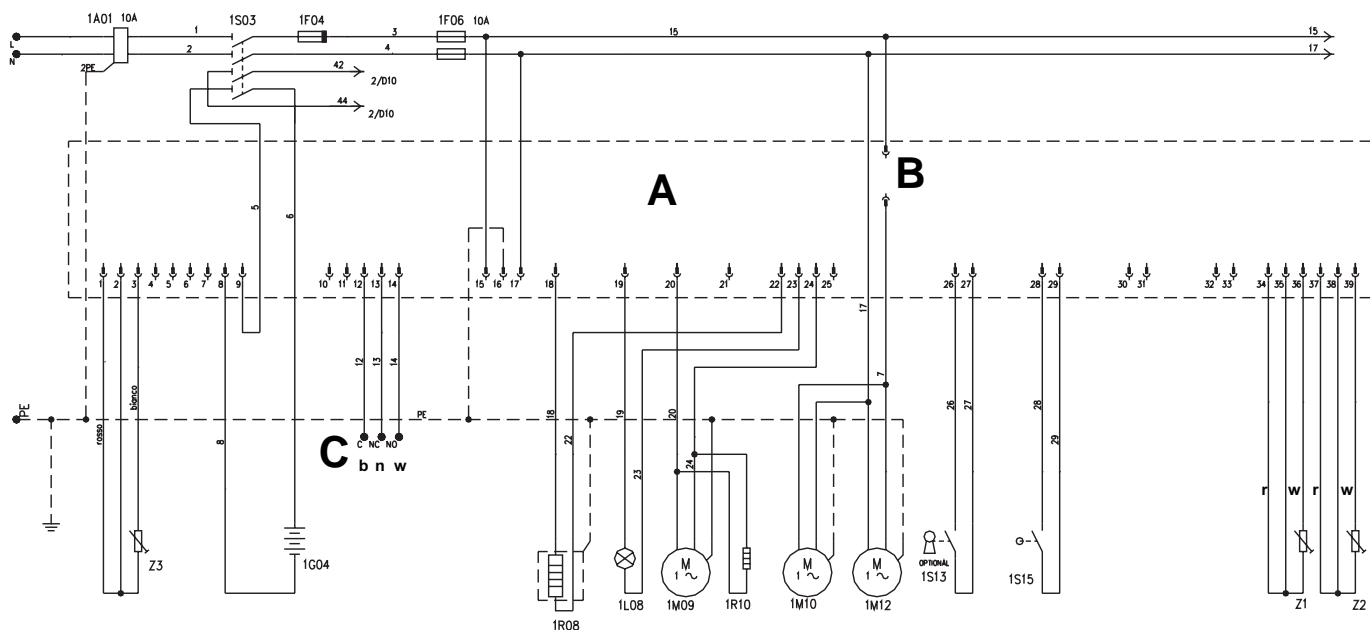 1A01 10A 1S03 1F04 1F06 10A
L 1 3 15 15
N 2 4 17
2PE 42
2/D10
44
2/D10
A B
5 6
1 2 3 4 5 6 7 8 9 10 11 12 13 14 15 16 17 18 19 20 21 22 23 24 25 26 27 28 29 30 31 32 33 34 35 36 37 38 39
17
12 13 14
7
bianco
PE PE
rosso 8 18 22 19 23 20 24 26 27 28 29
C NC NO
C b n w
r w r w
OPTIONAL
Z3 1G04 1R08 1L08 M 1 ~ 1M09 1R10 M 1 ~ 1M10 M 1 ~ 1M12 1S13 1S15 Z1 Z2